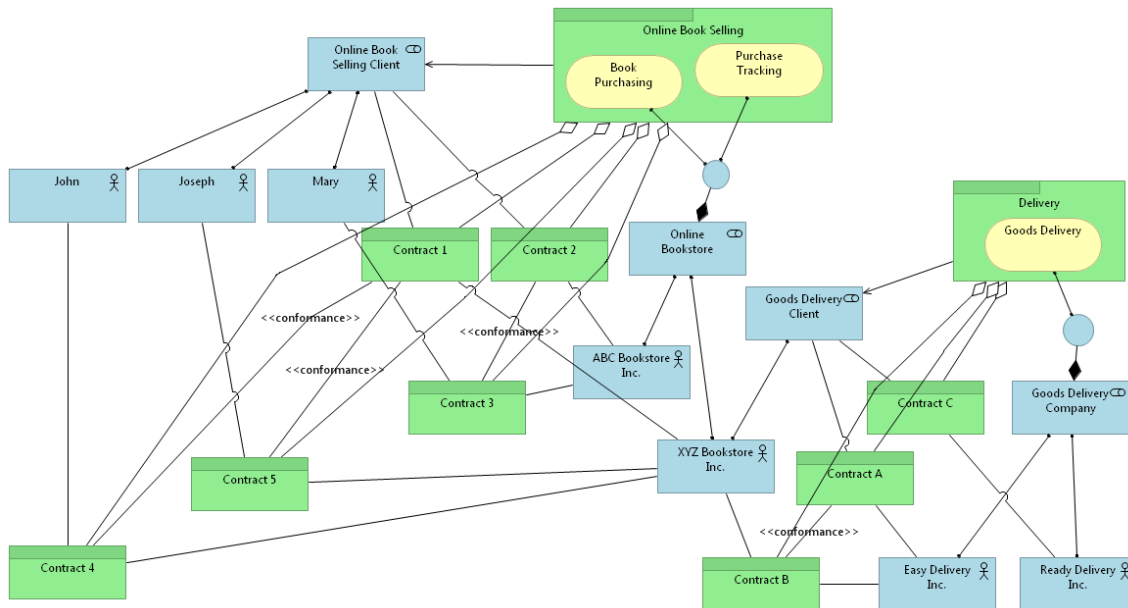 Online Book Selling
Book
Purchasing
Purchase
Tracking
Online Book
Selling Client
John
Joseph
Mary
Delivery
Goods Delivery
Contract 1
Contract 2
Online
Bookstore
Goods Delivery
Client
<<conformance>>
<<conformance>>
<<conformance>>
ABC Bookstore
Inc.
Contract 3
Contract C
Goods Delivery
Company
XYZ Bookstore
Inc.
Contract 5
Contract A
<<conformance>>
Contract 4
Contract B
Easy Delivery
Inc.
Ready Delivery
Inc.